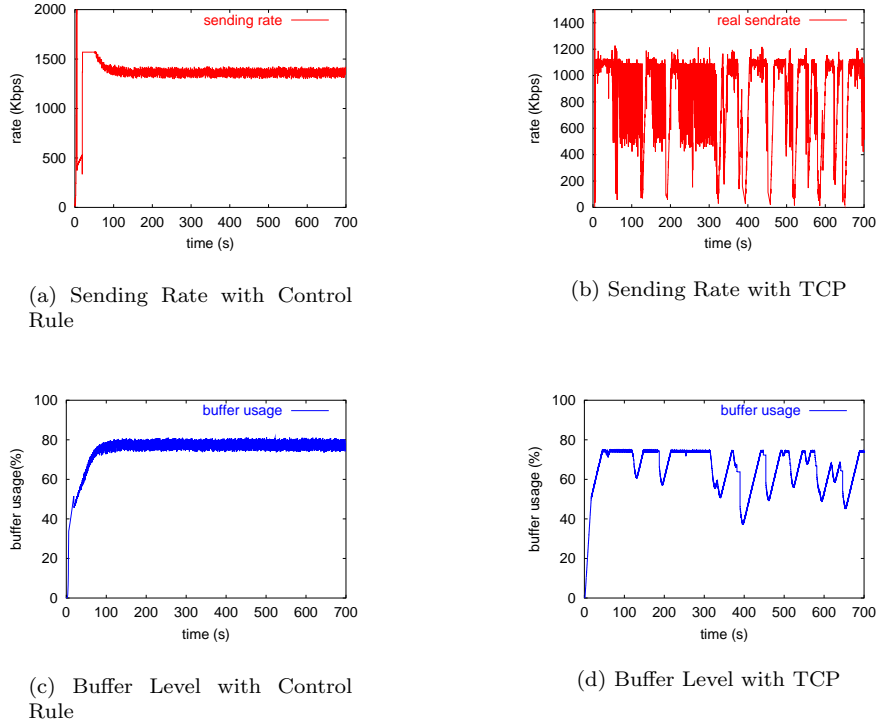 2000
1500
1000
500
0
0 100 200 300 400 500 600 700
rate (Kbps)
time (s)
sending rate
(a) Sending Rate with Control
Rule
1400
1200
1000
800
600
400
200
0
0 100 200 300 400 500 600 700
rate (Kbps)
time (s)
real sendrate
(b) Sending Rate with TCP
100
80
60
40
20
0
0 100 200 300 400 500 600 700
buffer usage(%)
time (s)
buffer usage
(c) Buffer Level with Control
Rule
100
80
60
40
20
0
0 100 200 300 400 500 600 700
buffer usage (%)
time (s)
buffer usage
(d) Buffer Level with TCP